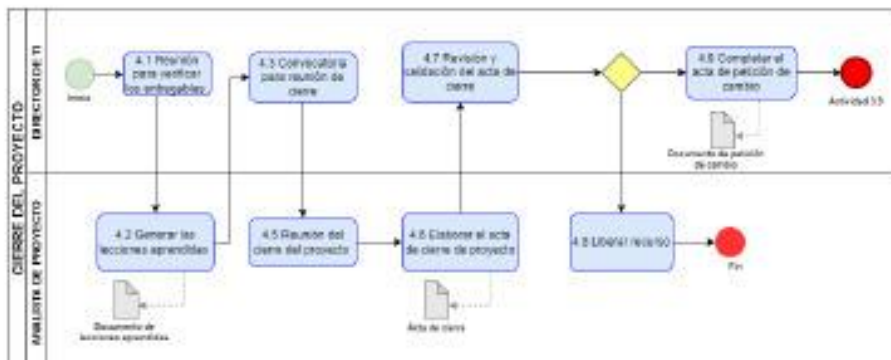 CIERRE DEL PROYECTO
DIRECTOR DE TI
Inicio
4.1 Reunión
para verificar
los entregables
4.3 Convocatoria
para reunión de
cierre
4.7 Revisión y
validación del acta de
cierre
4.8 Completar el
acta de petición de
cambio
Actividad 3.9
Documento de petición
de cambio
ANALISTA DE PROYECTO
4.2 Generar las
lecciones aprendidas
Documento de
lecciones aprendidas
4.5 Reunión del
cierre del proyecto
4.6 Elaborar el acta
de cierre de proyecto
Acta de cierre
4.9 Liberar recurso
Fin